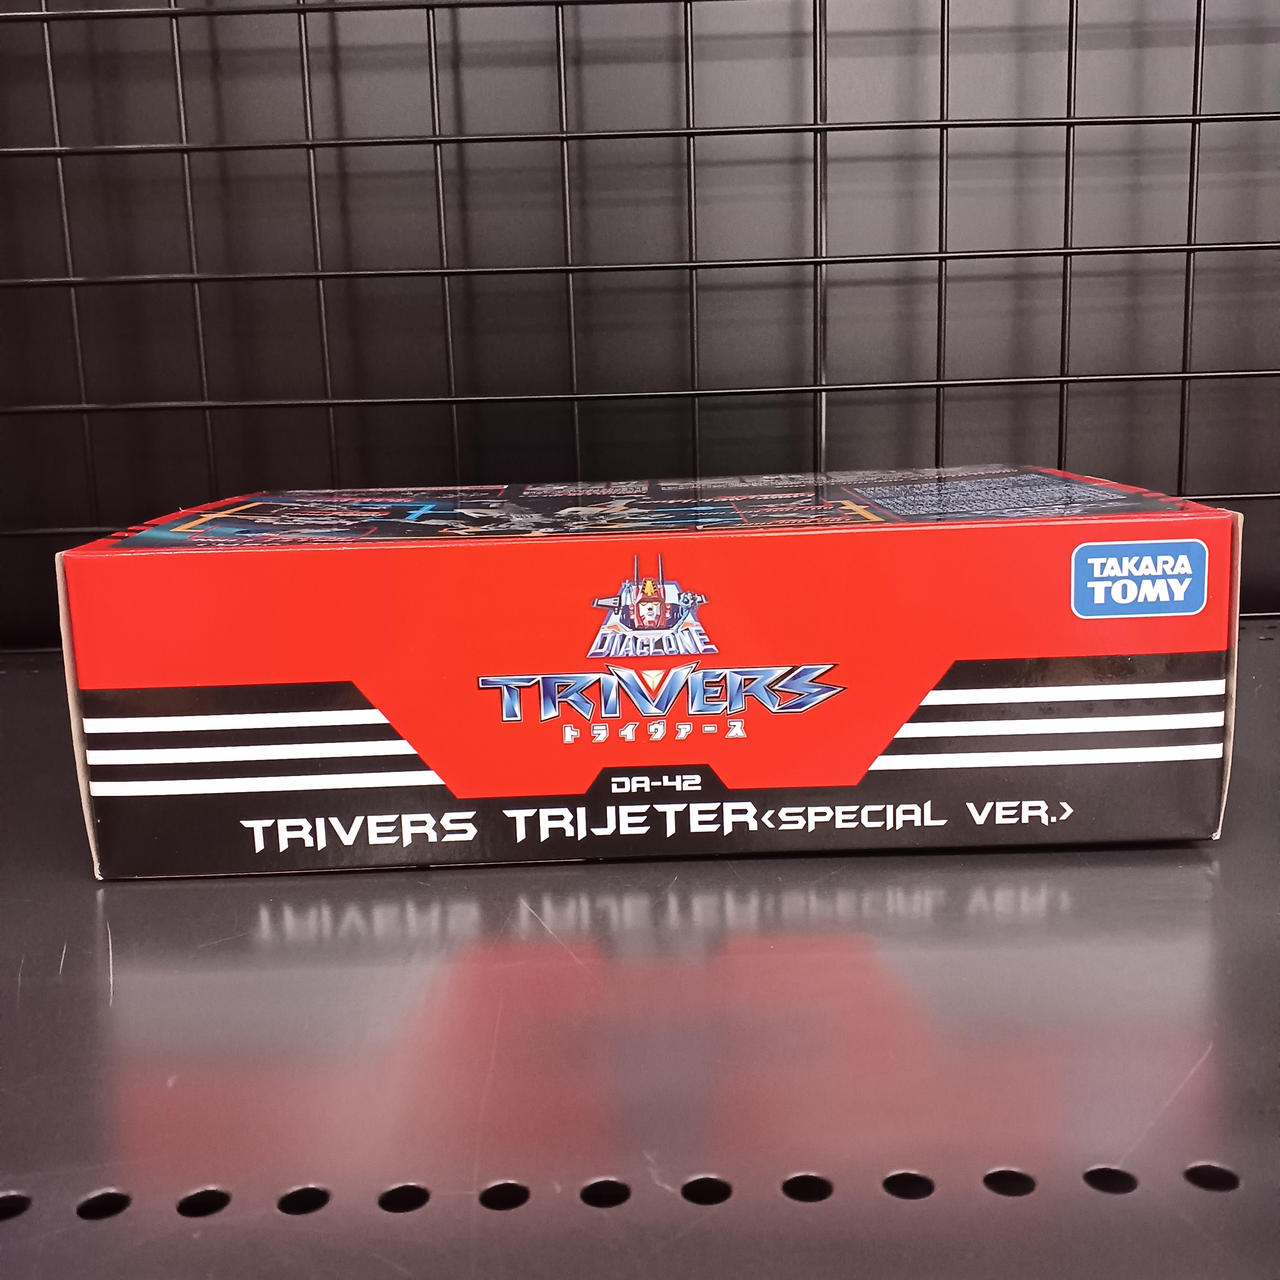 TAKARA
TOMY
DIACLONE
TRIVERS
トライヴァース
DA-42
TRIVERS TRIJETER<SPECIAL VER.>